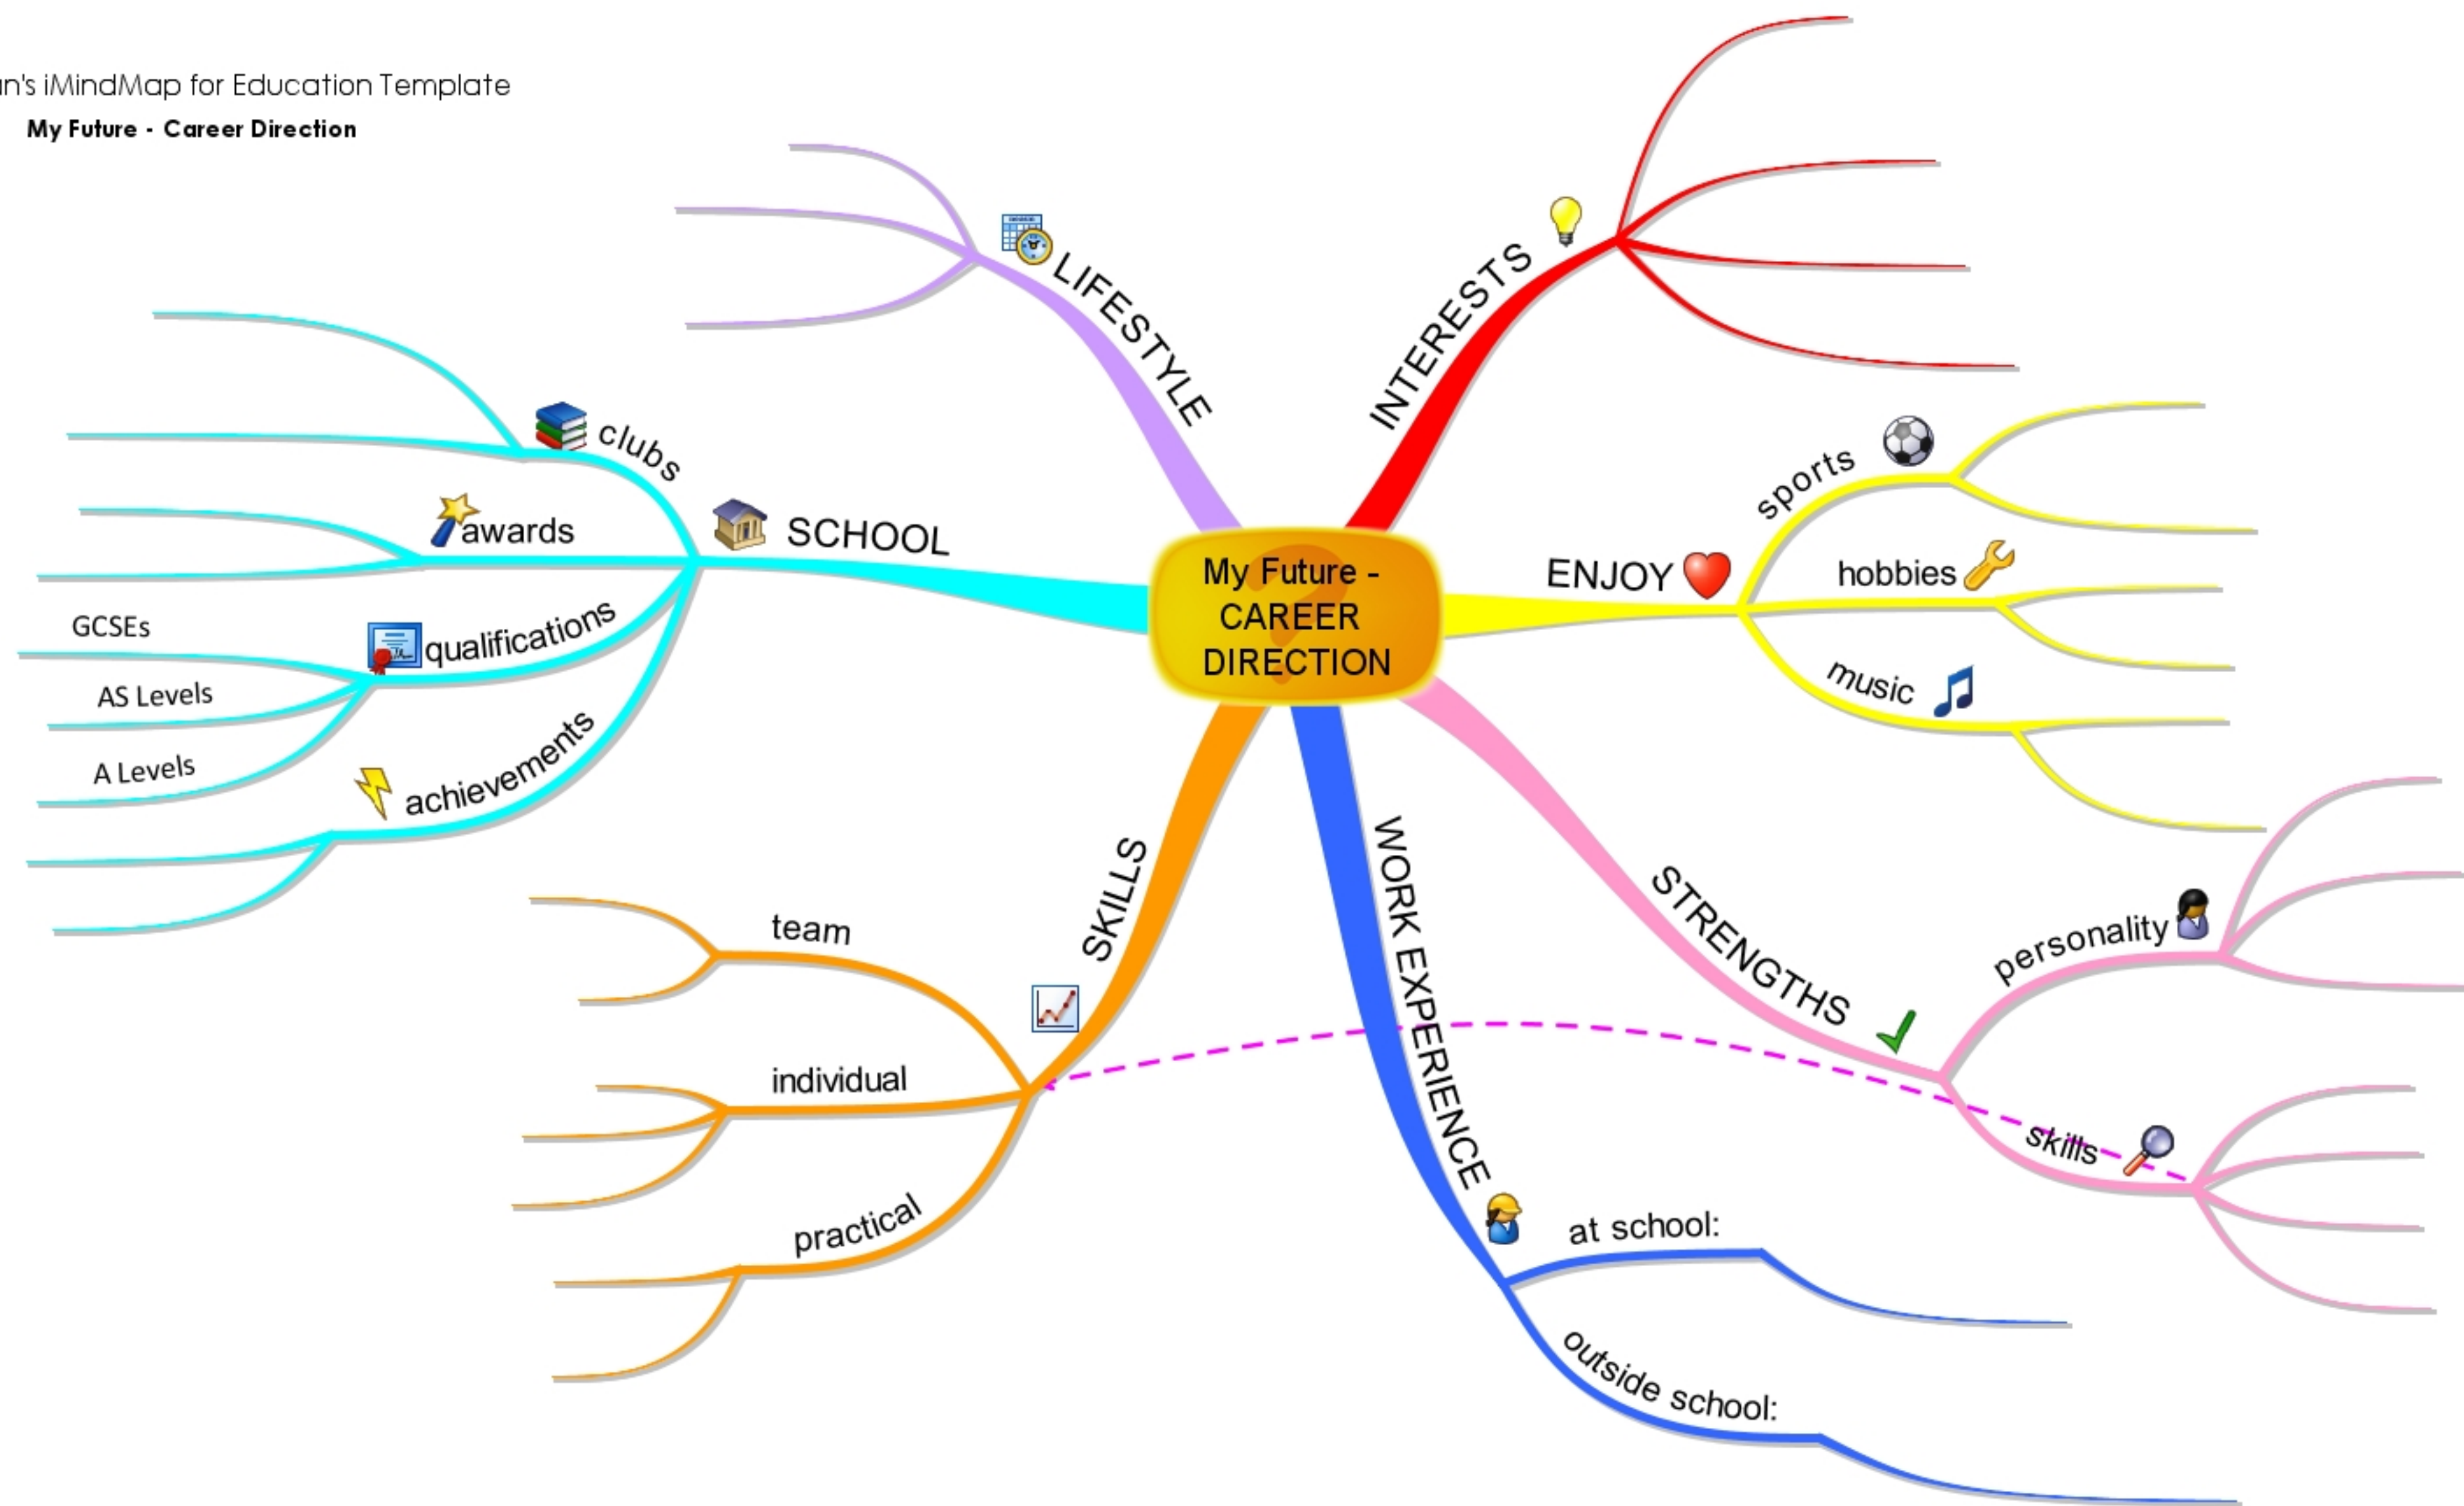 iMindMap for Education Template
My Future - Career Direction
My Future -
CAREER
DIRECTION
INTERESTS
ENJOY
sports
hobbies
music
STRENGTHS
personality
skills
WORK EXPERIENCE
at school:
outside school:
SKILLS
team
individual
practical
SCHOOL
clubs
awards
qualifications
GCSEs
AS Levels
A Levels
achievements
LIFESTYLE